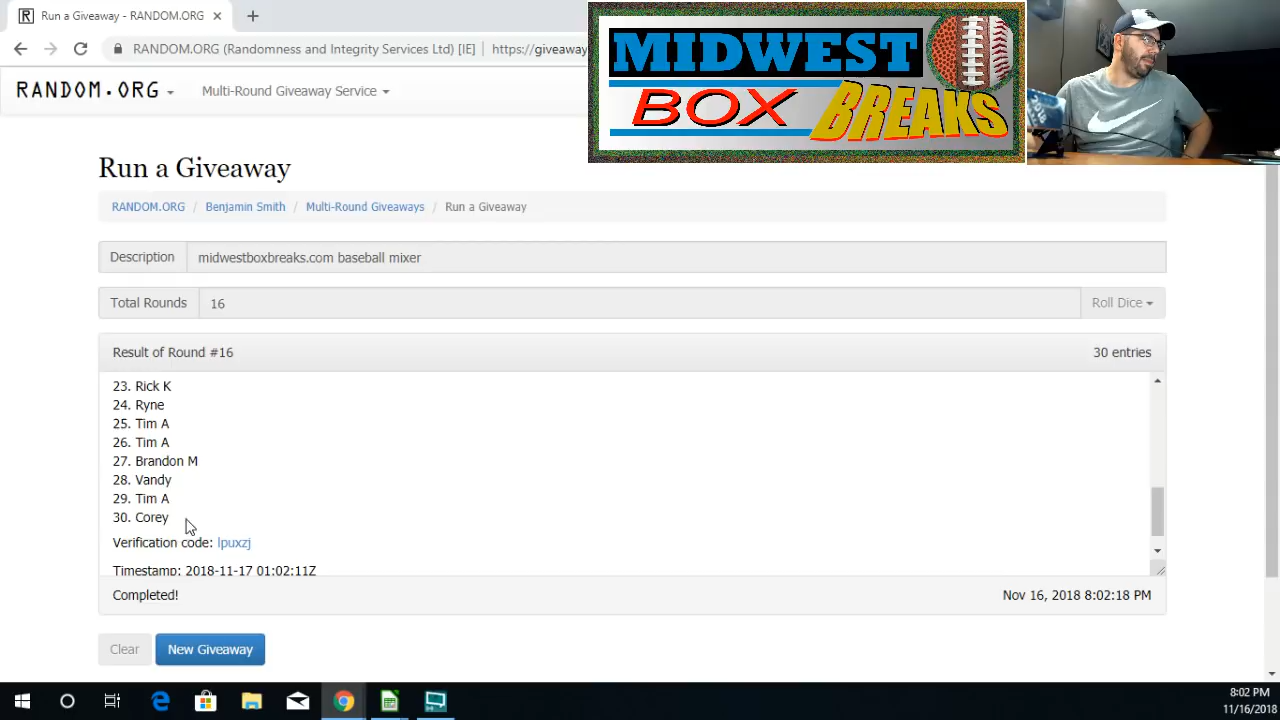 Run a Giveaway - RANDOM.ORG
RANDOM.ORG (Randomness and Integrity Services Ltd) [IE] https://giveaway
MIDWEST
BOX BREAKS
RANDOM.ORG Multi-Round Giveaway Service
Run a Giveaway
RANDOM.ORG / Benjamin Smith / Multi-Round Giveaways / Run a Giveaway
Description midwestboxbreaks.com baseball mixer
Total Rounds 16 Roll Dice
Result of Round #16 30 entries
23. Rick K
24. Ryne
25. Tim A
26. Tim A
27. Brandon M
28. Vandy
29. Tim A
30. Corey
Verification code: lpuxzj
Timestamp: 2018-11-17 01:02:11Z
Completed! Nov 16, 2018 8:02:18 PM
Clear New Giveaway
8:02 PM
11/16/2018